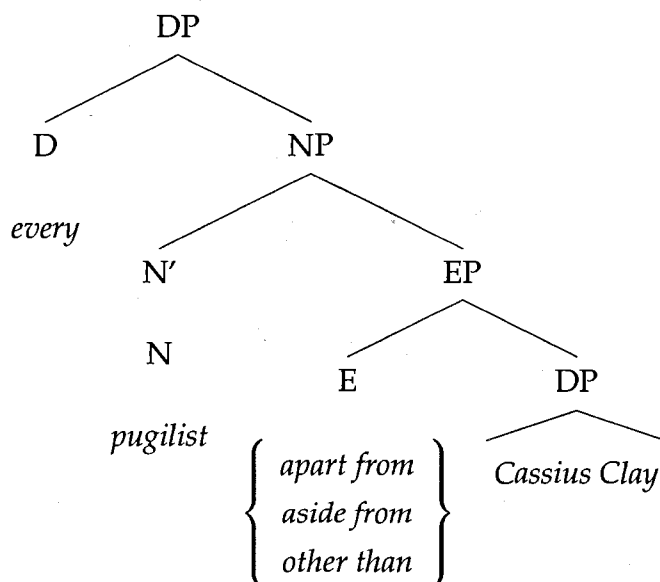 DP
D NP
every
N' EP
N E DP
pugilist
apart from Cassius Clay
aside from
other than